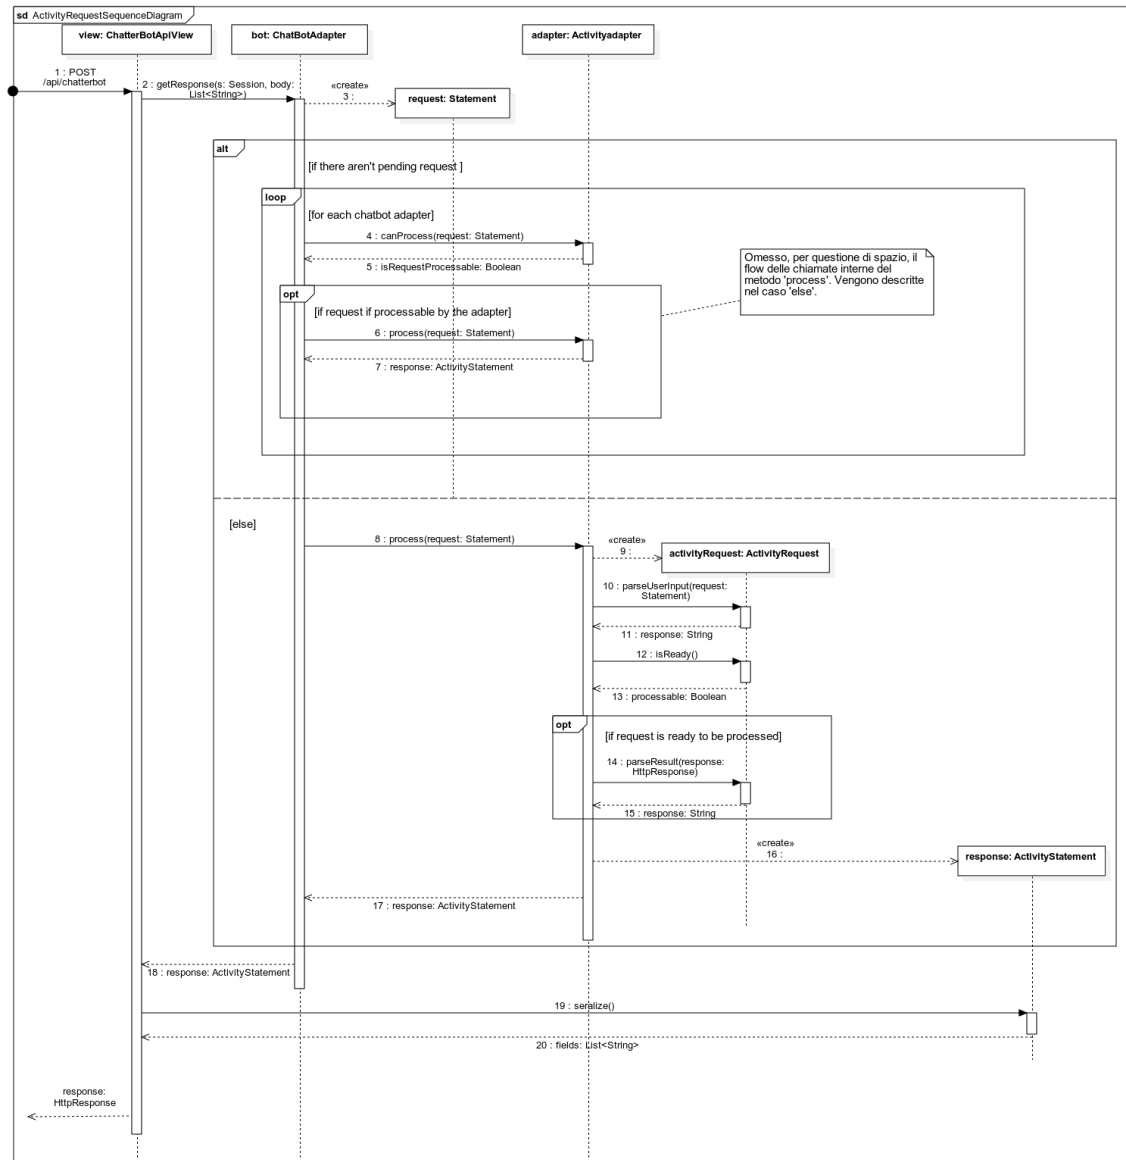 sd ActivityRequestSequenceDiagram
view: ChatterBotApiView
bot: ChatBotAdapter
adapter: Activityadapter
1 : POST
/api/chatterbot
2 : getResponse(s: Session, body:
List<String>)
«create»
3 :
request: Statement
alt
[if there aren't pending request ]
loop
[for each chatbot adapter]
4 : canProcess(request: Statement)
5 : isRequestProcessable: Boolean
Omesso, per questione di spazio, il
flow delle chiamate interne del
metodo 'process'. Vengono descritte
nel caso 'else'.
opt
[if request if processable by the adapter]
6 : process(request: Statement)
7 : response: ActivityStatement
[else]
8 : process(request: Statement)
«create»
9 :
activityRequest: ActivityRequest
10 : parseUserInput(request:
Statement)
11 : response: String
12 : isReady()
13 : processable: Boolean
opt
[if request is ready to be processed]
14 : parseResult(response:
HttpResponse)
15 : response: String
«create»
16 :
response: ActivityStatement
17 : response: ActivityStatement
18 : response: ActivityStatement
19 : seralize()
20 : fields: List<String>
response:
HttpResponse